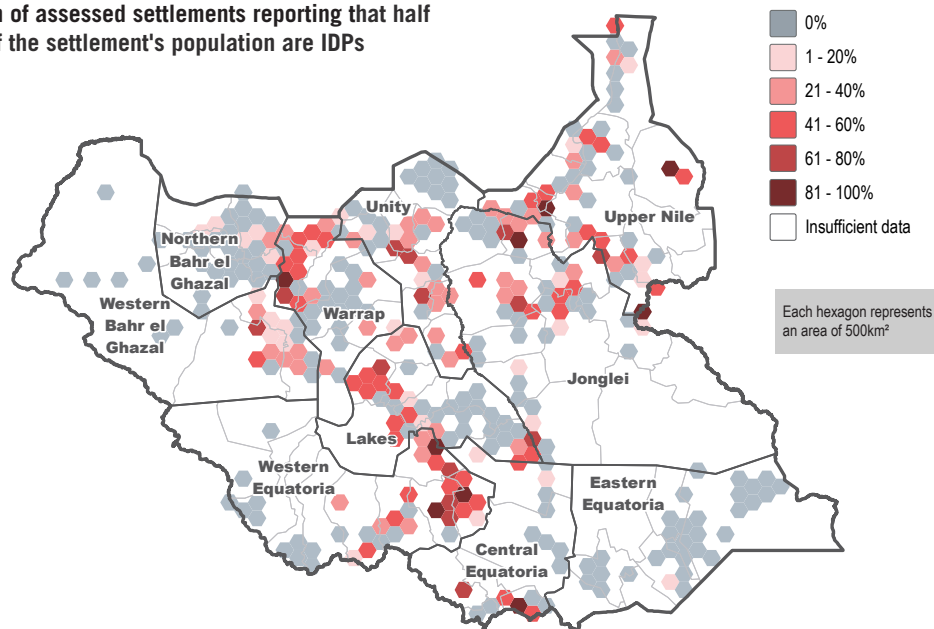 of assessed settlements reporting that half
the settlement's population are IDPs
0%
1 - 20%
21 - 40%
41 - 60%
61 - 80%
81 - 100%
Insufficient data
Each hexagon represents
an area of 500km²
Unity
Upper Nile
Northern
Bahr el
Ghazal
Western
Bahr el
Ghazal
Warrap
Jonglei
Lakes
Western
Equatoria
Eastern
Equatoria
Central
Equatoria